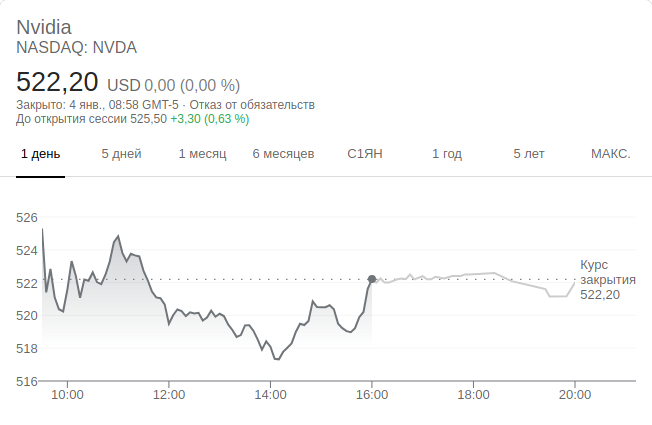 Nvidia
NASDAQ: NVDA
522,20 USD 0,00 (0,00 %)
Закрыто: 4 янв., 08:58 GMT-5 · Отказ от обязательств
До открытия сессии 525,50 +3,30 (0,63 %)
1 день 5 дней 1 месяц 6 месяцев С1ЯН 1 год 5 лет МАКС.
526
524
522
520
518
516
Курс
закрытия
522,20
10:00 12:00 14:00 16:00 18:00 20:00